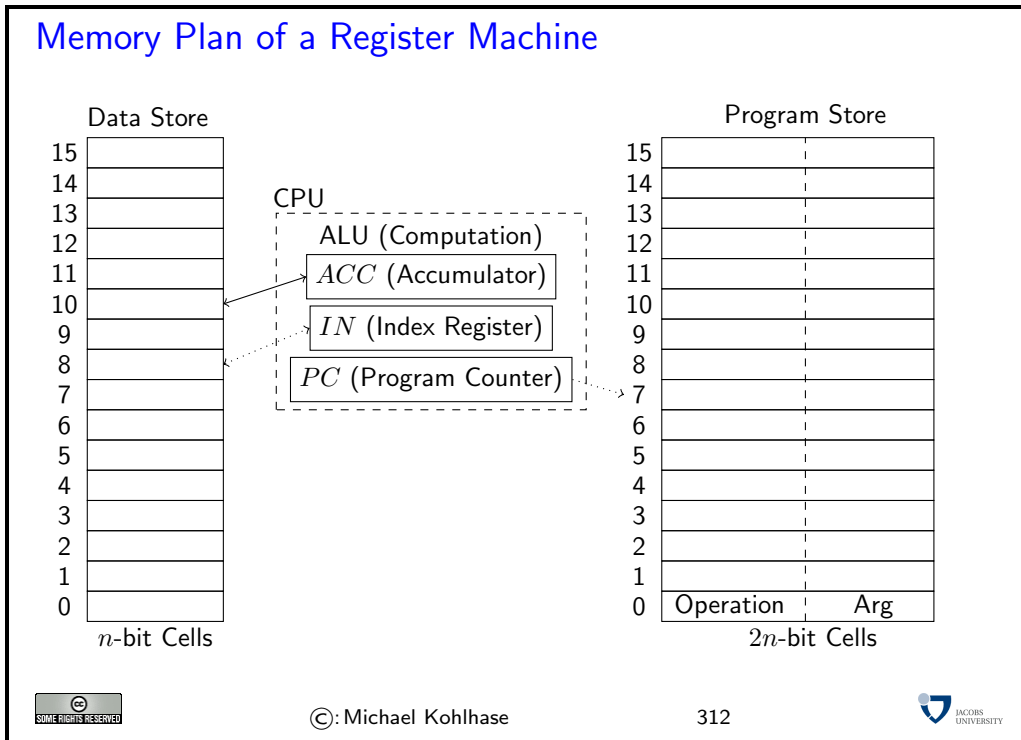 Memory Plan of a Register Machine
Data Store
15
14
13
12
11
10
9
8
7
6
5
4
3
2
1
0
n-bit Cells
CPU
ALU (Computation)
ACC (Accumulator)
IN (Index Register)
PC (Program Counter)
Program Store
15
14
13
12
11
10
9
8
7
6
5
4
3
2
1
0 Operation Arg
2n-bit Cells
cc
SOME RIGHTS RESERVED
©: Michael Kohlhase
312
JACOBS
UNIVERSITY